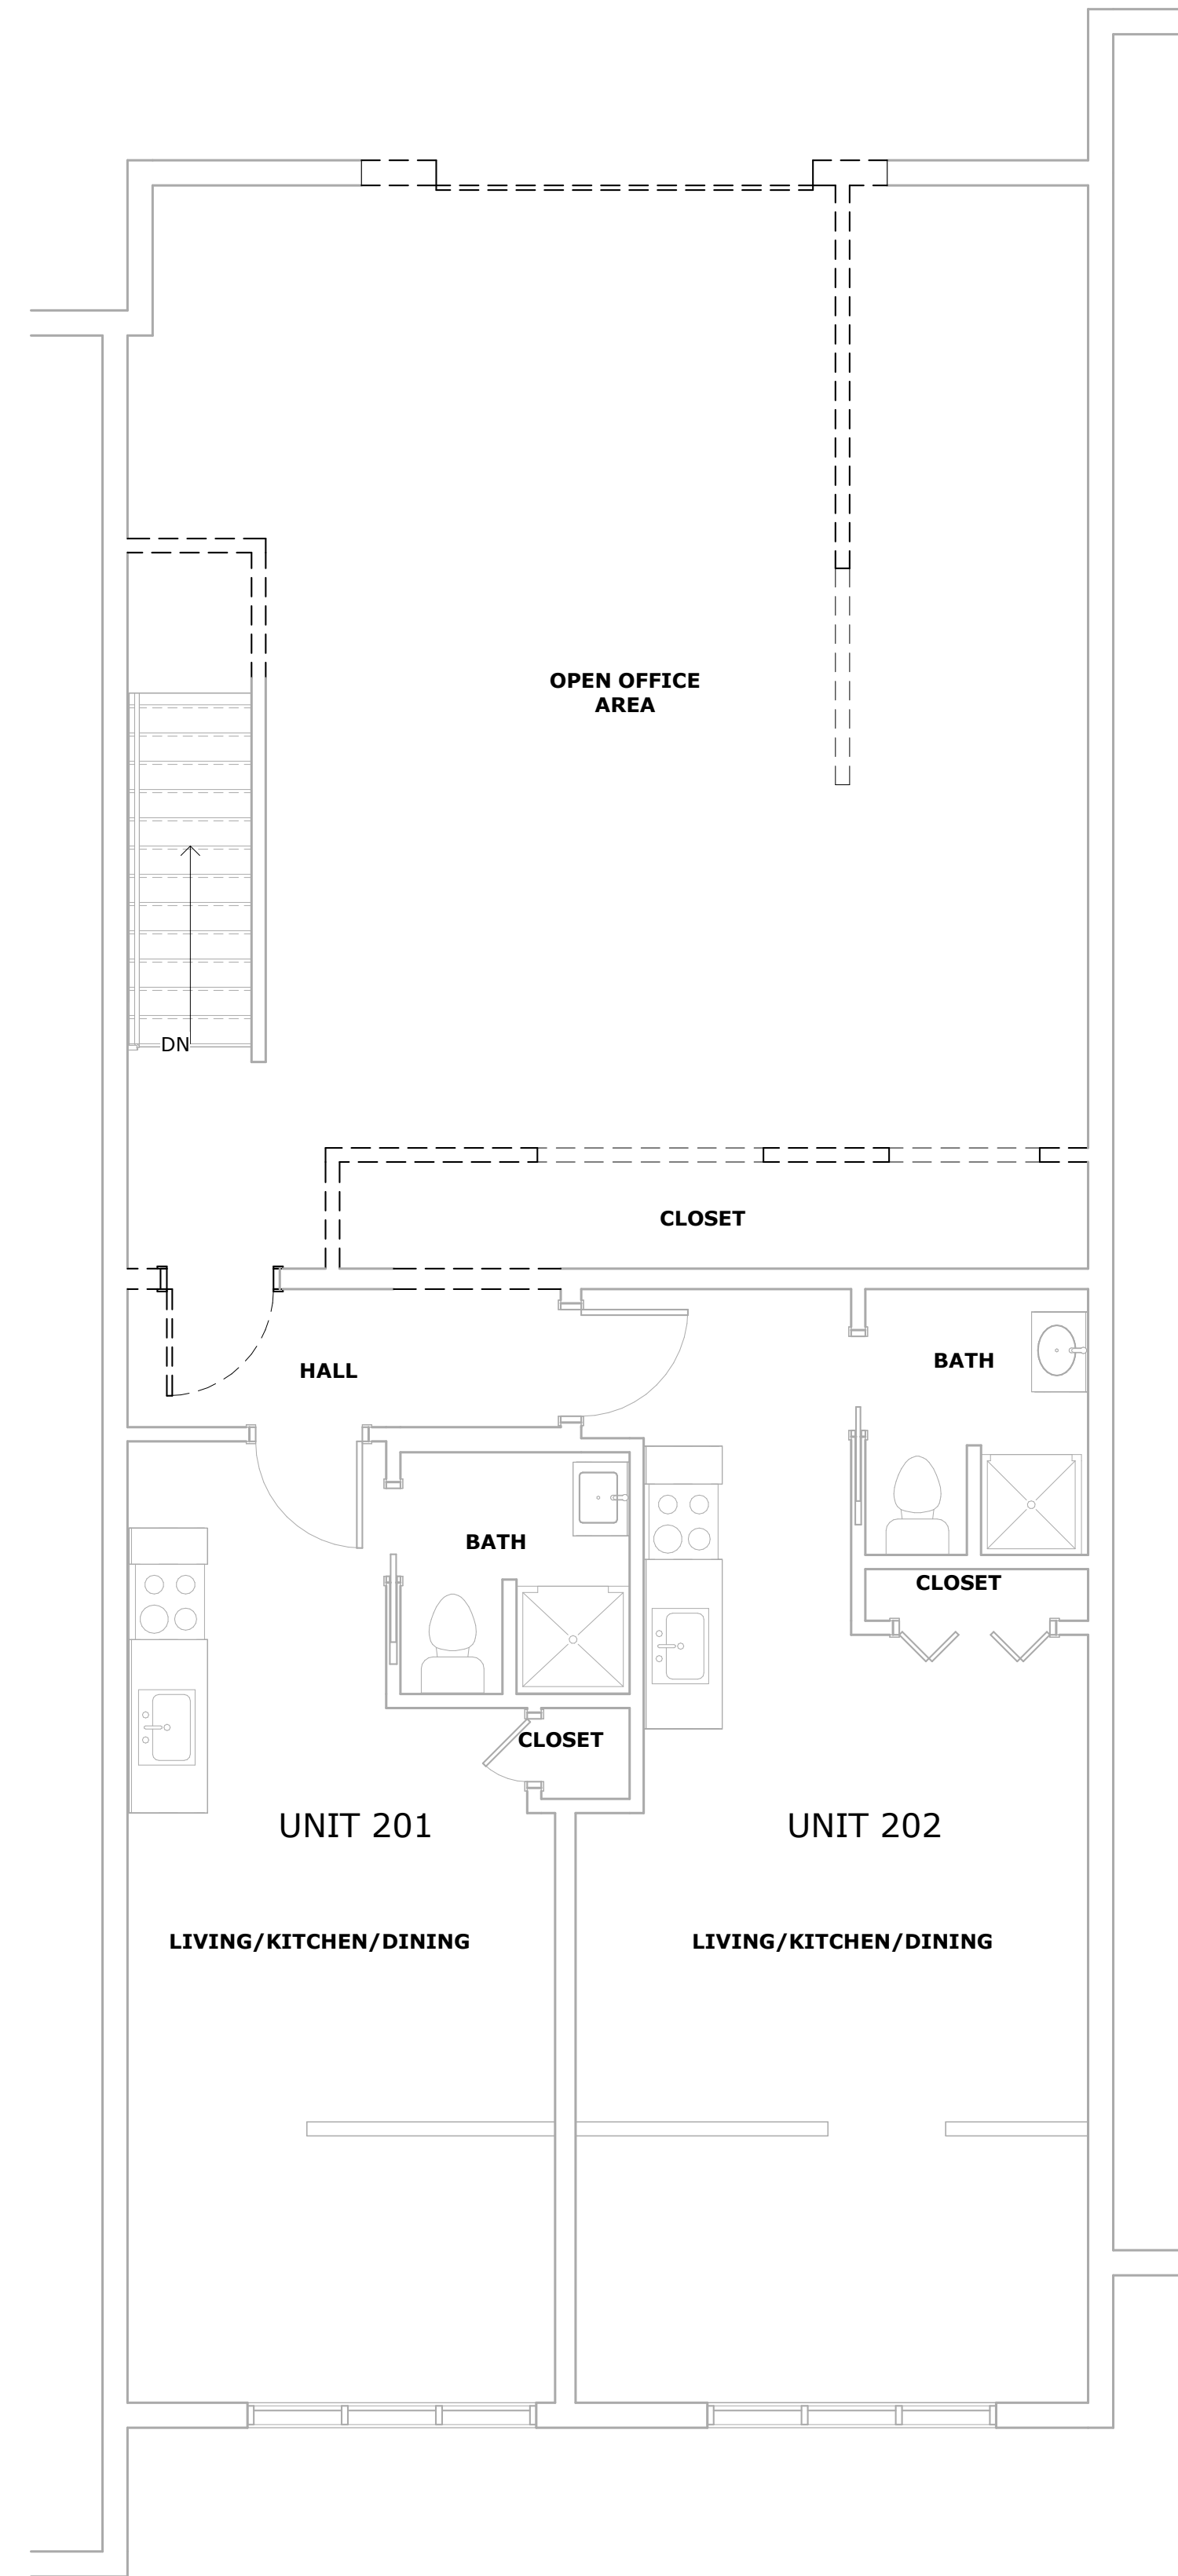 OPEN OFFICE
AREA
DN
CLOSET
HALL
BATH
BATH
CLOSET
CLOSET
UNIT 201
UNIT 202
LIVING/KITCHEN/DINING
LIVING/KITCHEN/DINING